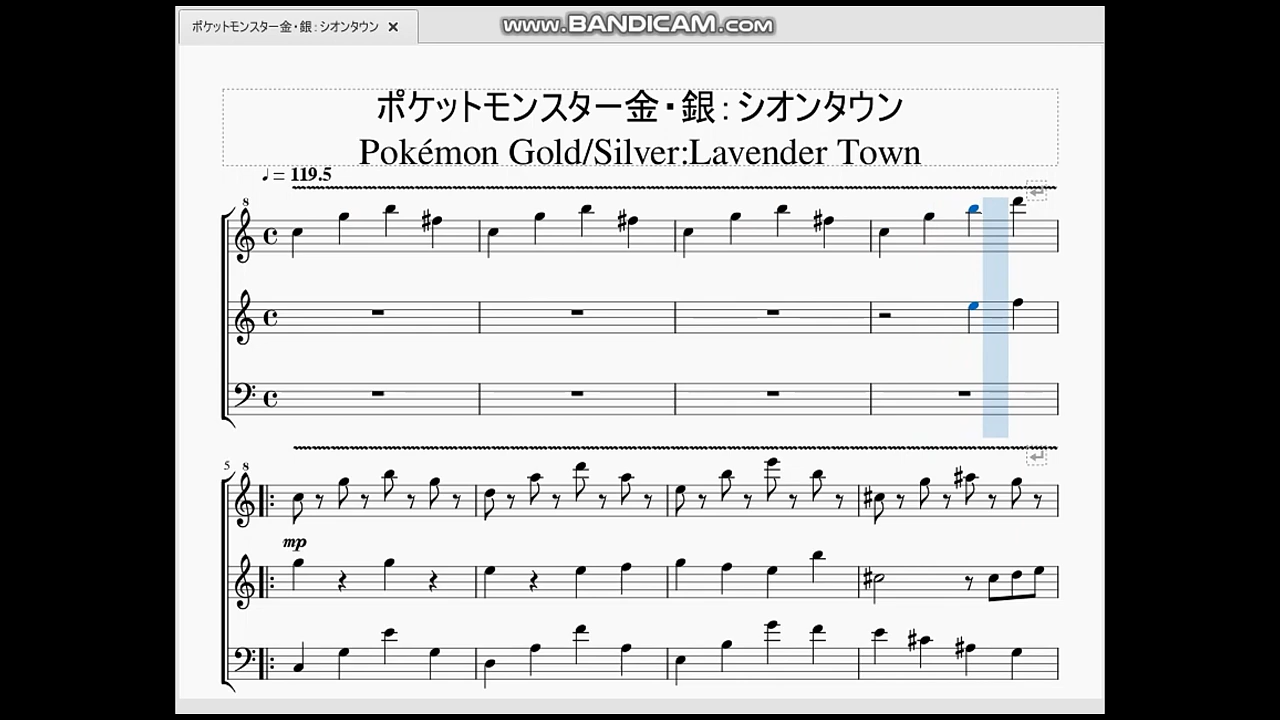 ポケットモンスター金・銀：シオンタウン ×
www.BANDICAM.com
ポケットモンスター金・銀：シオンタウン
Pokémon Gold/Silver:Lavender Town
♩= 119.5
8
5
8
mp